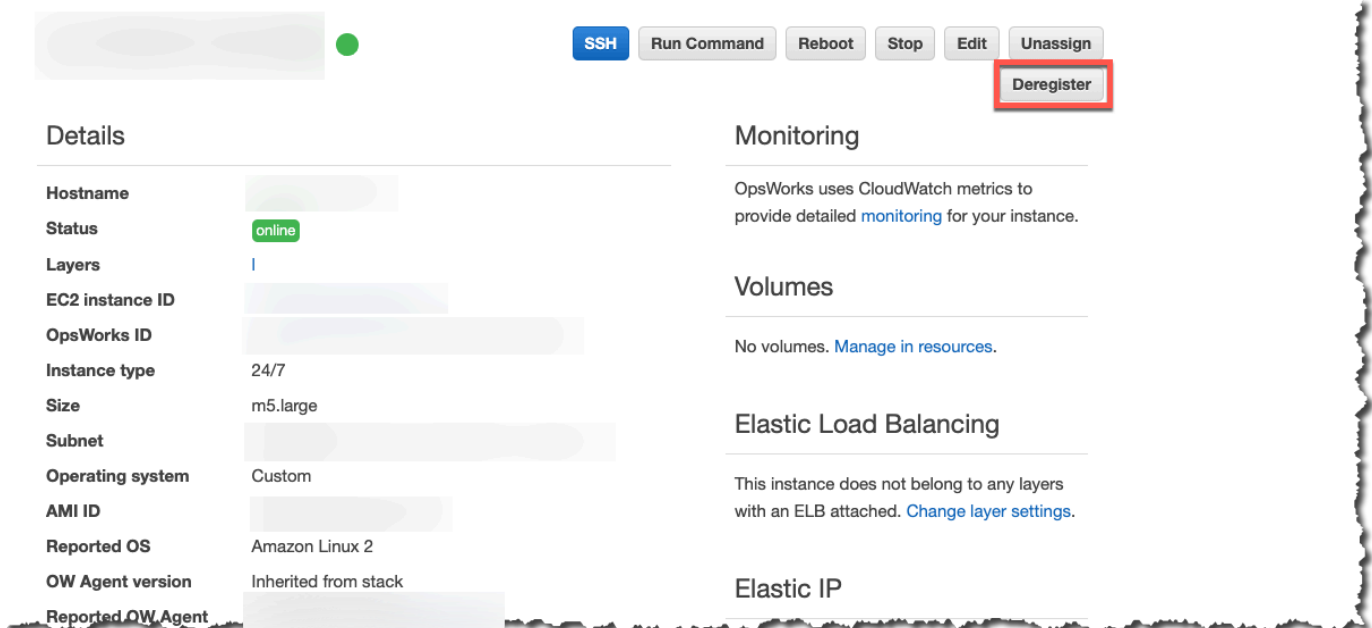 SSH Run Command Reboot Stop Edit Unassign
Deregister
Details
Hostname
Status online
Layers l
EC2 instance ID
OpsWorks ID
Instance type 24/7
Size m5.large
Subnet
Operating system Custom
AMI ID
Reported OS Amazon Linux 2
OW Agent version Inherited from stack
Reported OW Agent
Monitoring
OpsWorks uses CloudWatch metrics to
provide detailed monitoring for your instance.
Volumes
No volumes. Manage in resources.
Elastic Load Balancing
This instance does not belong to any layers
with an ELB attached. Change layer settings.
Elastic IP